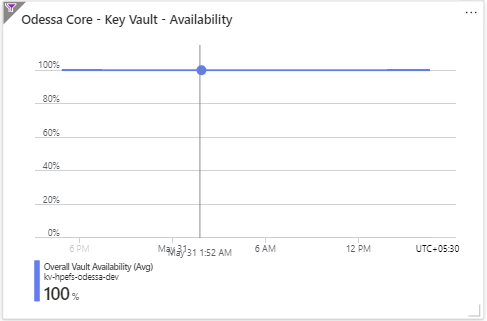 Odessa Core - Key Vault - Availability
...
100%
80%
60%
40%
20%
0%
6 PM
May 31
6 AM
12 PM
UTC+05:30
May 31 1:52 AM
Overall Vault Availability (Avg)
kv-hpefs-odessa-dev
100 %